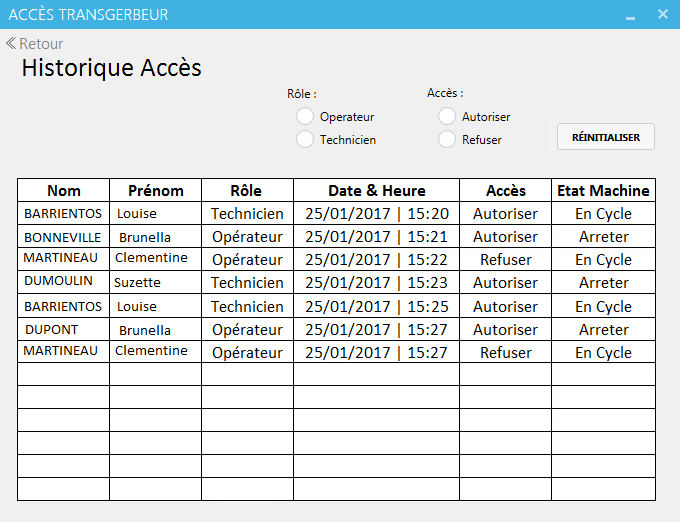 ACCÈS TRANSGERBEUR
Retour
Historique Accès
Rôle : Accès :
Operateur Autoriser
Technicien Refuser
RÉINITIALISER
Nom Prénom Rôle Date & Heure Accès Etat Machine
BARRIENTOS Louise Technicien 25/01/2017 | 15:20 Autoriser En Cycle
BONNEVILLE Brunella Opérateur 25/01/2017 | 15:21 Autoriser Arreter
MARTINEAU Clementine Opérateur 25/01/2017 | 15:22 Refuser En Cycle
DUMOULIN Suzette Technicien 25/01/2017 | 15:23 Autoriser Arreter
BARRIENTOS Louise Technicien 25/01/2017 | 15:25 Autoriser En Cycle
DUPONT Brunella Opérateur 25/01/2017 | 15:27 Autoriser Arreter
MARTINEAU Clementine Opérateur 25/01/2017 | 15:27 Refuser En Cycle